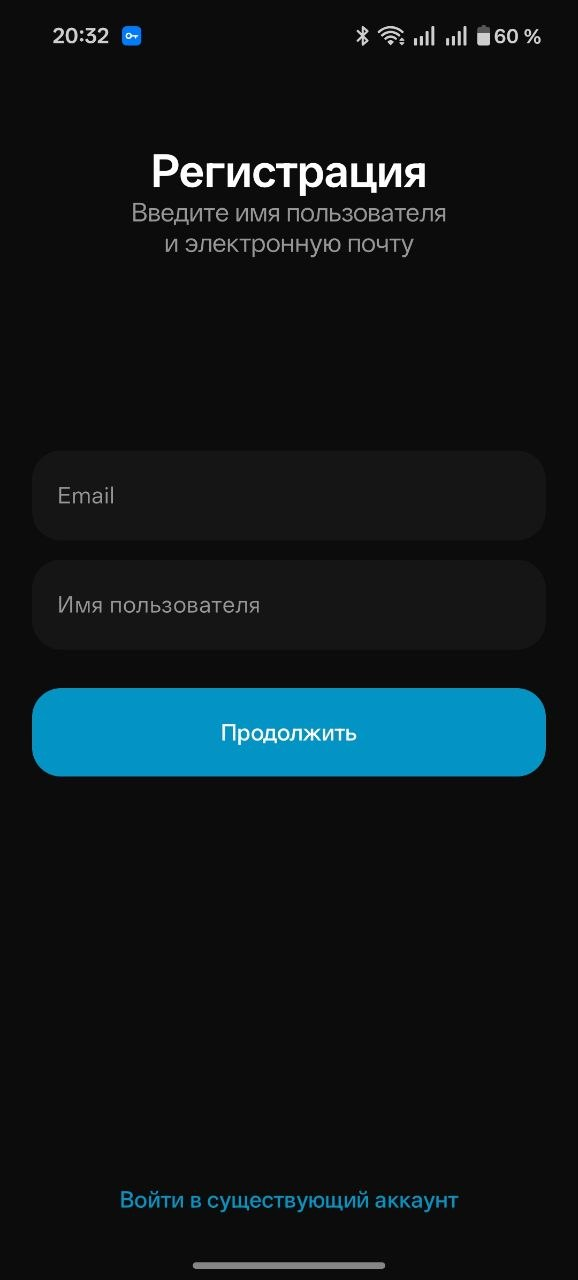 20:32
60 %
Регистрация
Введите имя пользователя
и электронную почту
Email
Имя пользователя
Продолжить
Войти в существующий аккаунт